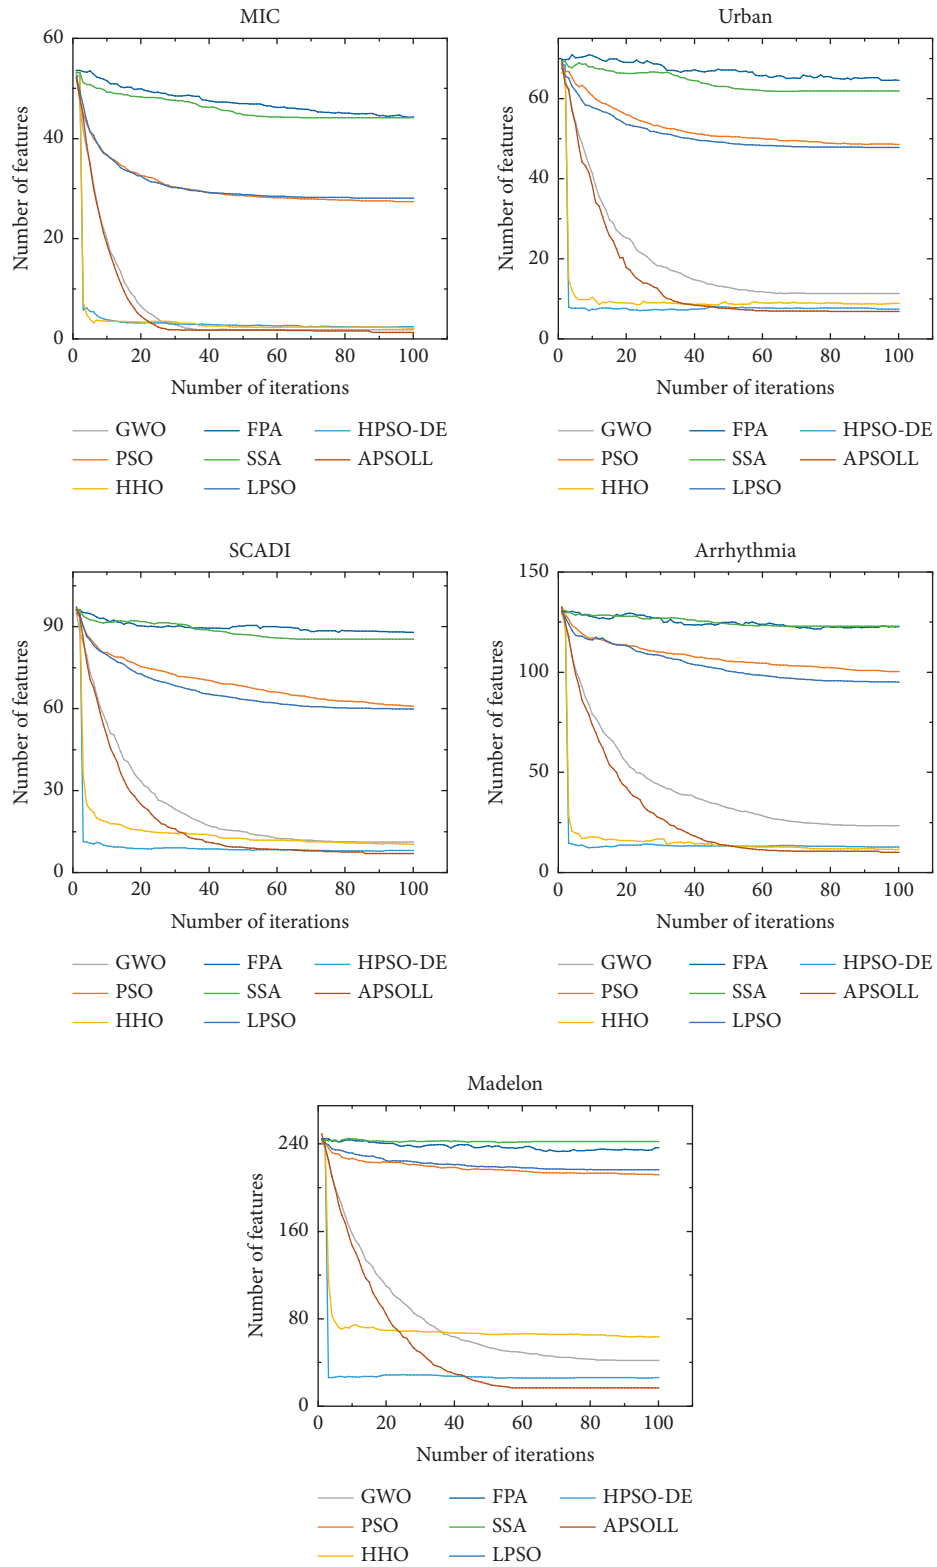 MIC
60
40
20
0
Number of features
0 20 40 60 80 100
Number of iterations
GWO FPA HPSO-DE
PSO SSA APSOLL
HHO LPSO
Urban
60
40
20
0
Number of features
0 20 40 60 80 100
Number of iterations
GWO FPA HPSO-DE
PSO SSA APSOLL
HHO LPSO
SCADI
90
60
30
0
Number of features
0 20 40 60 80 100
Number of iterations
GWO FPA HPSO-DE
PSO SSA APSOLL
HHO LPSO
Arrhythmia
150
100
50
0
Number of features
0 20 40 60 80 100
Number of iterations
GWO FPA HPSO-DE
PSO SSA APSOLL
HHO LPSO
Madelon
240
160
80
0
Number of features
0 20 40 60 80 100
Number of iterations
GWO FPA HPSO-DE
PSO SSA APSOLL
HHO LPSO